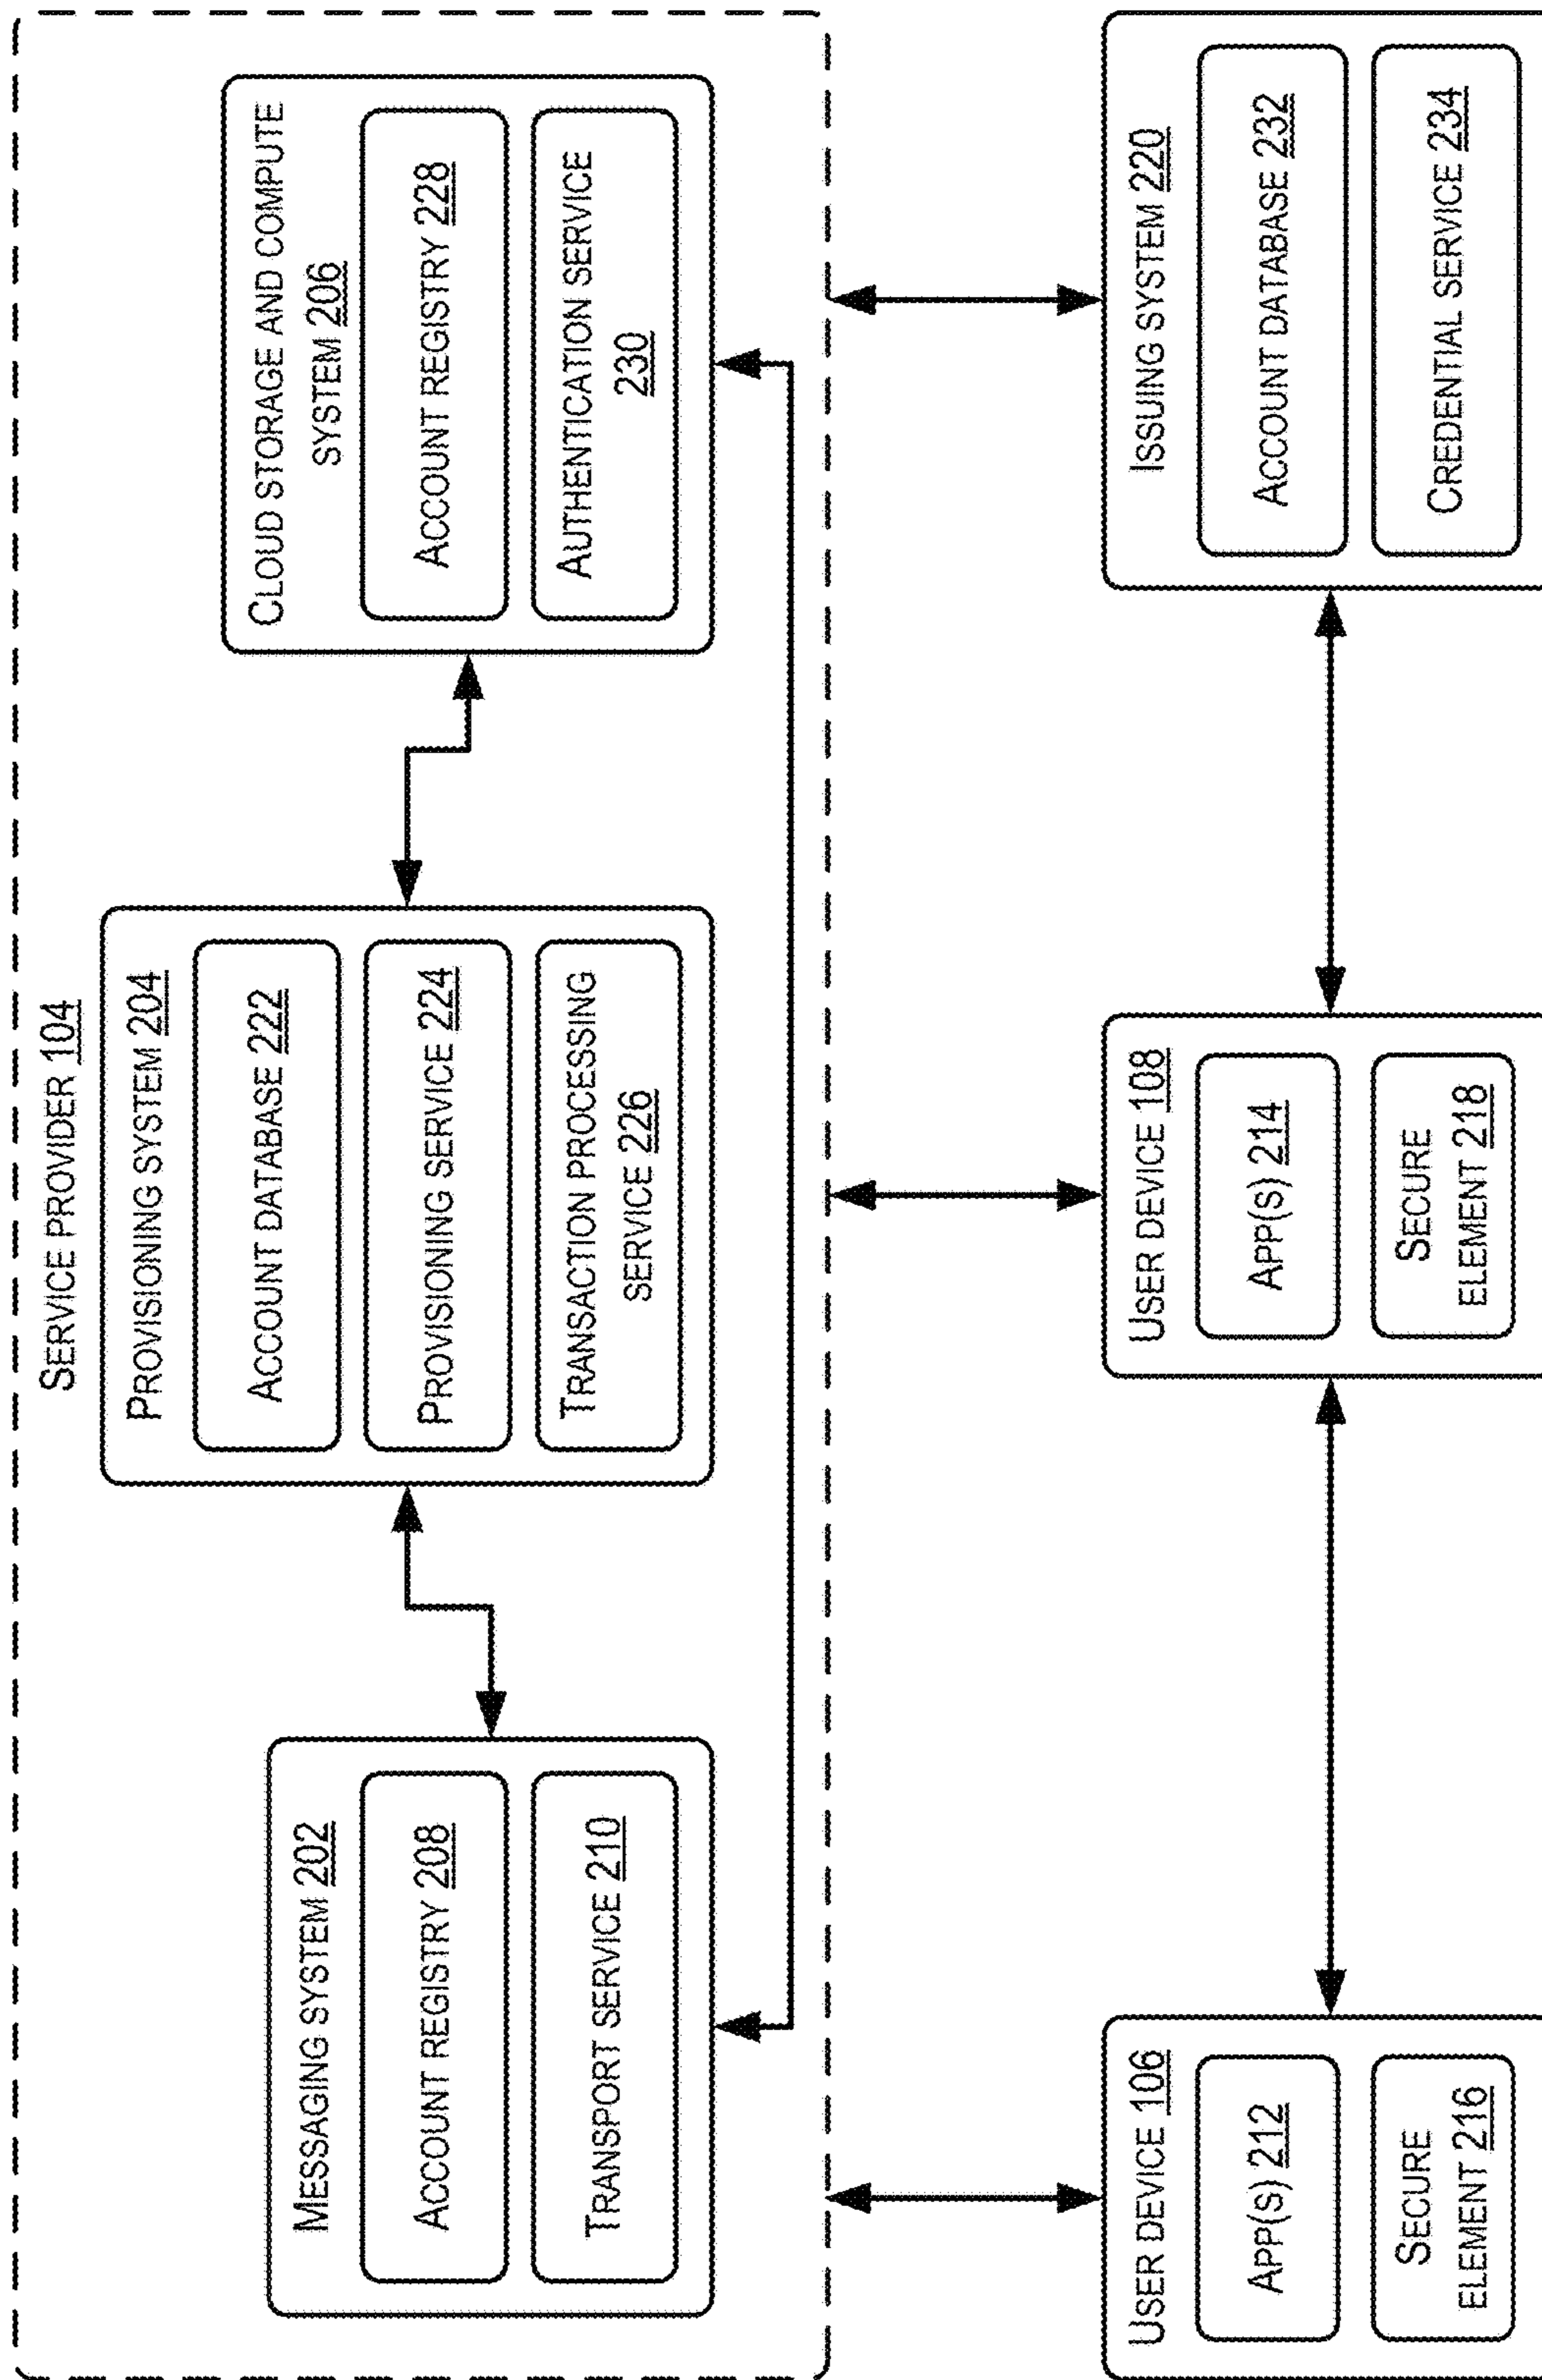 SERVICE PROVIDER 104
MESSAGING SYSTEM 202
ACCOUNT REGISTRY 208
TRANSPORT SERVICE 210
PROVISIONING SYSTEM 204
ACCOUNT DATABASE 222
PROVISIONING SERVICE 224
TRANSACTION PROCESSING
SERVICE 226
CLOUD STORAGE AND COMPUTE
SYSTEM 206
ACCOUNT REGISTRY 228
AUTHENTICATION SERVICE
230
USER DEVICE 106
APP(S) 212
SECURE
ELEMENT 216
USER DEVICE 108
APP(S) 214
SECURE
ELEMENT 218
ISSUING SYSTEM 220
ACCOUNT DATABASE 232
CREDENTIAL SERVICE 234